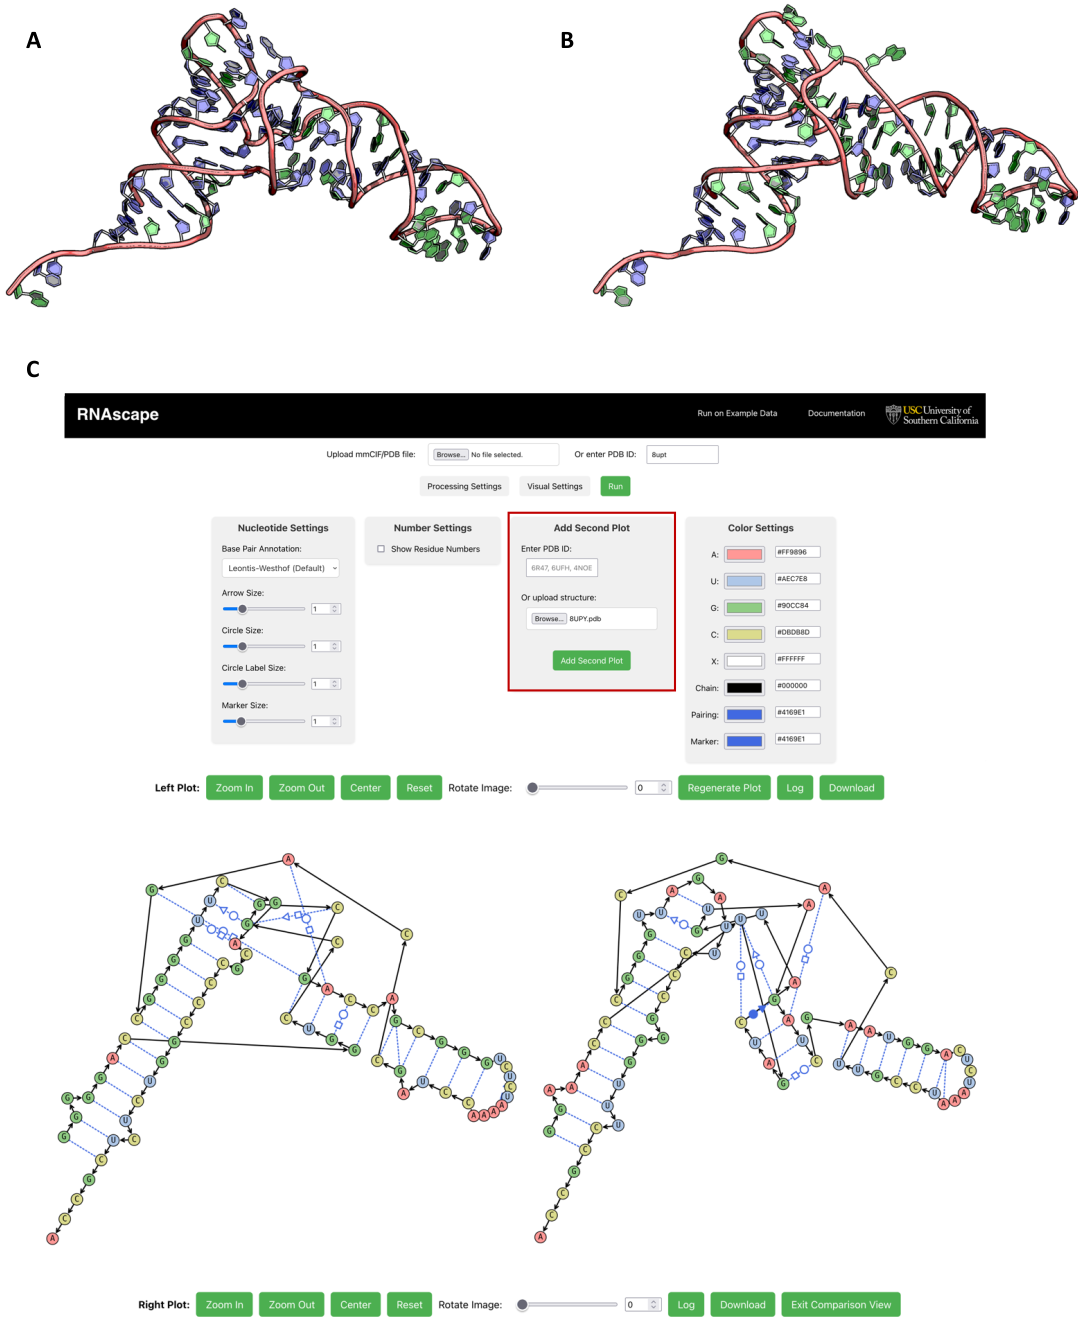 A
B
C
RNAscape
Run on Example Data
Documentation
USC University of
Southern California
Upload mmCIF/PDB file:
Browse... No file selected.
Or enter PDB ID:
8upt
Processing Settings
Visual Settings
Run
Nucleotide Settings
Base Pair Annotation:
Leontis-Westhof (Default)
Arrow Size:
1
Circle Size:
1
Circle Label Size:
1
Marker Size:
1
Number Settings
Show Residue Numbers
Add Second Plot
Enter PDB ID:
6R47, 6UFH, 4NOE
Or upload structure:
Browse... 8UPY.pdb
Add Second Plot
Color Settings
A: #FF9896
U: #AEC7E8
G: #90CC84
C: #DBDB8D
X: #FFFFFF
Chain: #000000
Pairing: #4169E1
Marker: #4169E1
Left Plot: Zoom In Zoom Out Center Reset Rotate Image: 0 Regenerate Plot Log Download
Right Plot: Zoom In Zoom Out Center Reset Rotate Image: 0 Log Download Exit Comparison View